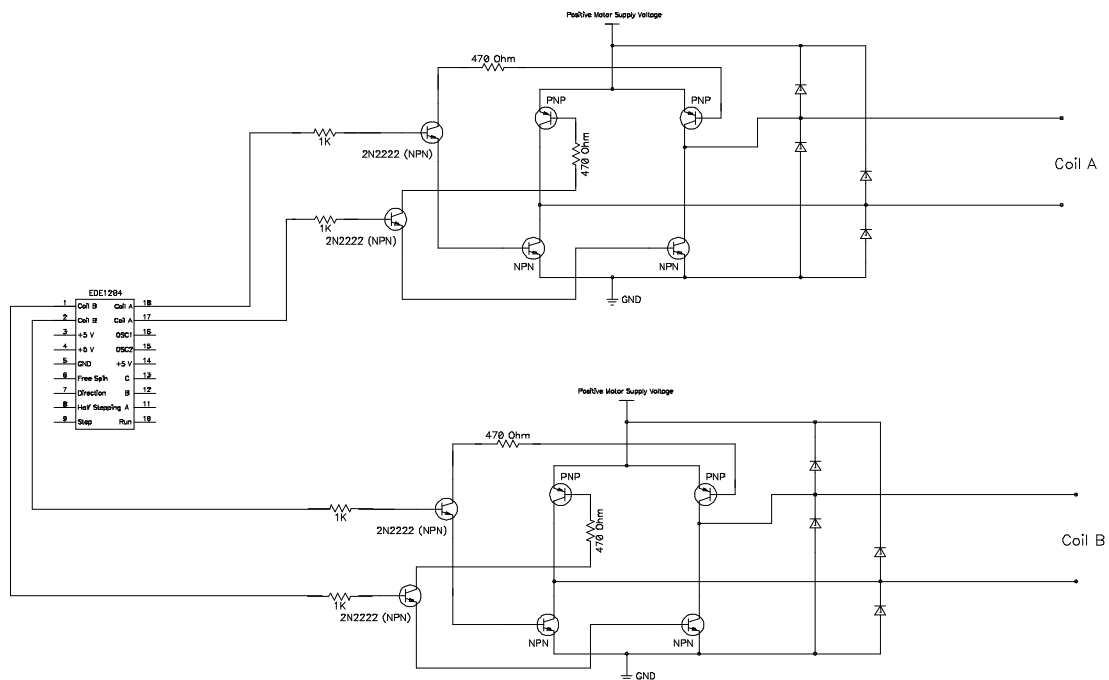 Positive Motor Supply Voltage
470 Ohm
PNP
PNP
1K
2N2222 (NPN)
470 Ohm
Coil A
1K
2N2222 (NPN)
NPN
NPN
GND
EDE1204
1 Coil B Coil A 18
2 Coil B Coil A 17
3 +5 V OSC1 16
4 +5 V OSC2 15
5 GND +5 V 14
6 Free Spin C 13
7 Direction B 12
8 Half Stepping A 11
9 Step Run 10
Positive Motor Supply Voltage
470 Ohm
PNP
PNP
1K
2N2222 (NPN)
470 Ohm
Coil B
1K
2N2222 (NPN)
NPN
NPN
GND